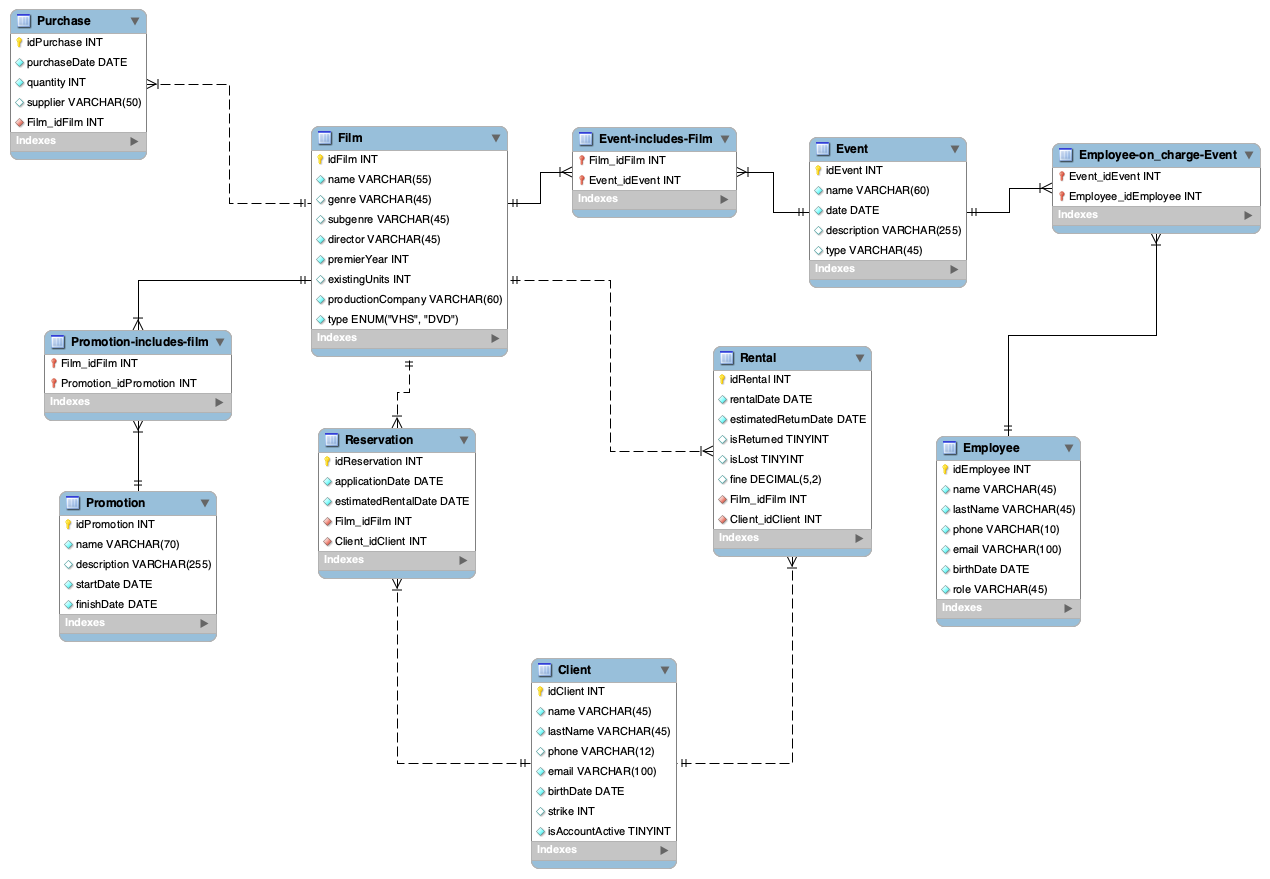 Purchase
idPurchase INT
purchaseDate DATE
quantity INT
supplier VARCHAR(50)
Film_idFilm INT
Indexes
Film
idFilm INT
name VARCHAR(55)
genre VARCHAR(45)
subgenre VARCHAR(45)
director VARCHAR(45)
premierYear INT
existingUnits INT
productionCompany VARCHAR(60)
type ENUM("VHS", "DVD")
Indexes
Event-includes-Film
Film_idFilm INT
Event_idEvent INT
Indexes
Event
idEvent INT
name VARCHAR(60)
date DATE
description VARCHAR(255)
type VARCHAR(45)
Indexes
Employee-on_charge-Event
Event_idEvent INT
Employee_idEmployee INT
Indexes
Promotion-includes-film
Film_idFilm INT
Promotion_idPromotion INT
Indexes
Rental
idRental INT
rentalDate DATE
estimatedReturnDate DATE
isReturned TINYINT
isLost TINYINT
fine DECIMAL(5,2)
Film_idFilm INT
Client_idClient INT
Indexes
Reservation
idReservation INT
applicationDate DATE
estimatedRentalDate DATE
Film_idFilm INT
Client_idClient INT
Indexes
Employee
idEmployee INT
name VARCHAR(45)
lastName VARCHAR(45)
phone VARCHAR(10)
email VARCHAR(100)
birthDate DATE
role VARCHAR(45)
Indexes
Promotion
idPromotion INT
name VARCHAR(70)
description VARCHAR(255)
startDate DATE
finishDate DATE
Indexes
Client
idClient INT
name VARCHAR(45)
lastName VARCHAR(45)
phone VARCHAR(12)
email VARCHAR(100)
birthDate DATE
strike INT
isAccountActive TINYINT
Indexes